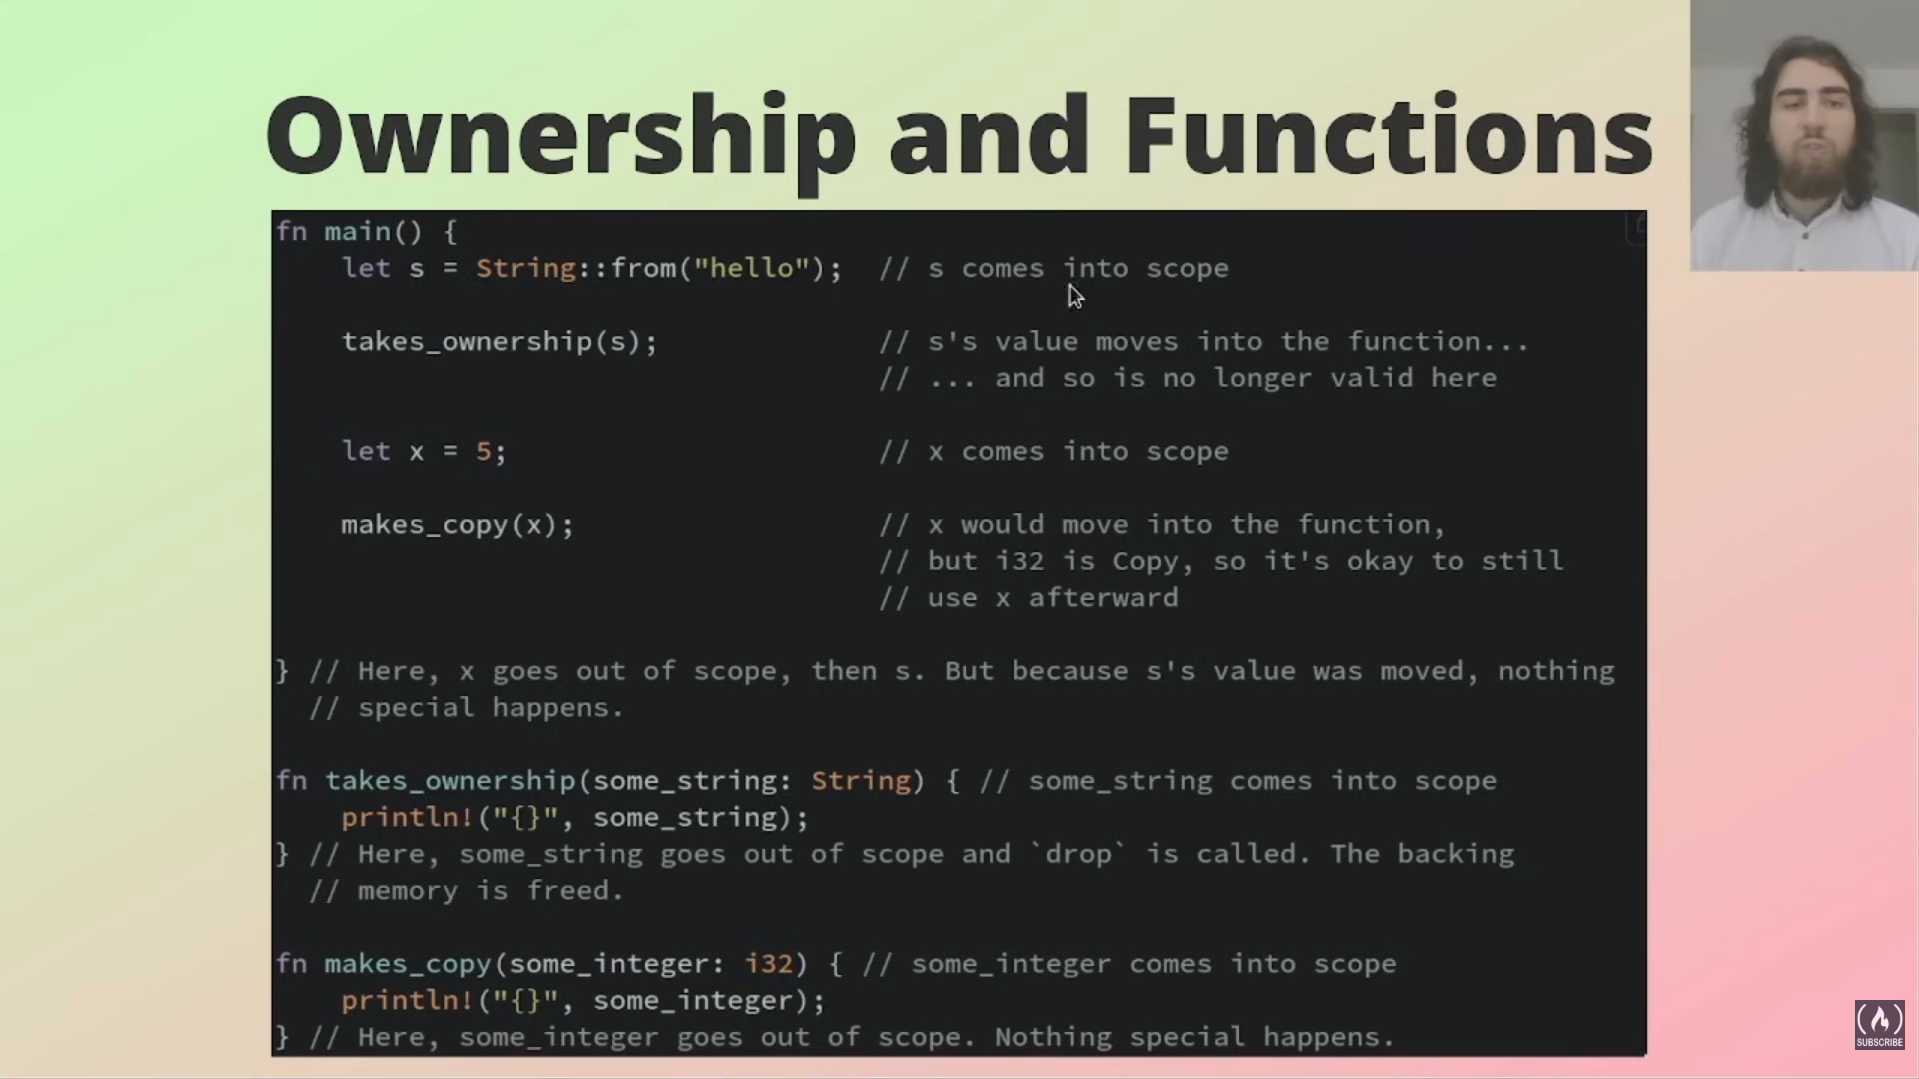 Ownership and Functions
fn main() {
    let s = String::from("hello");  // s comes into scope

    takes_ownership(s);             // s's value moves into the function...
                                    // ... and so is no longer valid here

    let x = 5;                      // x comes into scope

    makes_copy(x);                  // x would move into the function,
                                    // but i32 is Copy, so it's okay to still
                                    // use x afterward

} // Here, x goes out of scope, then s. But because s's value was moved, nothing
  // special happens.

fn takes_ownership(some_string: String) { // some_string comes into scope
    println!("{}", some_string);
} // Here, some_string goes out of scope and `drop` is called. The backing
  // memory is freed.

fn makes_copy(some_integer: i32) { // some_integer comes into scope
    println!("{}", some_integer);
} // Here, some_integer goes out of scope. Nothing special happens.
SUBSCRIBE